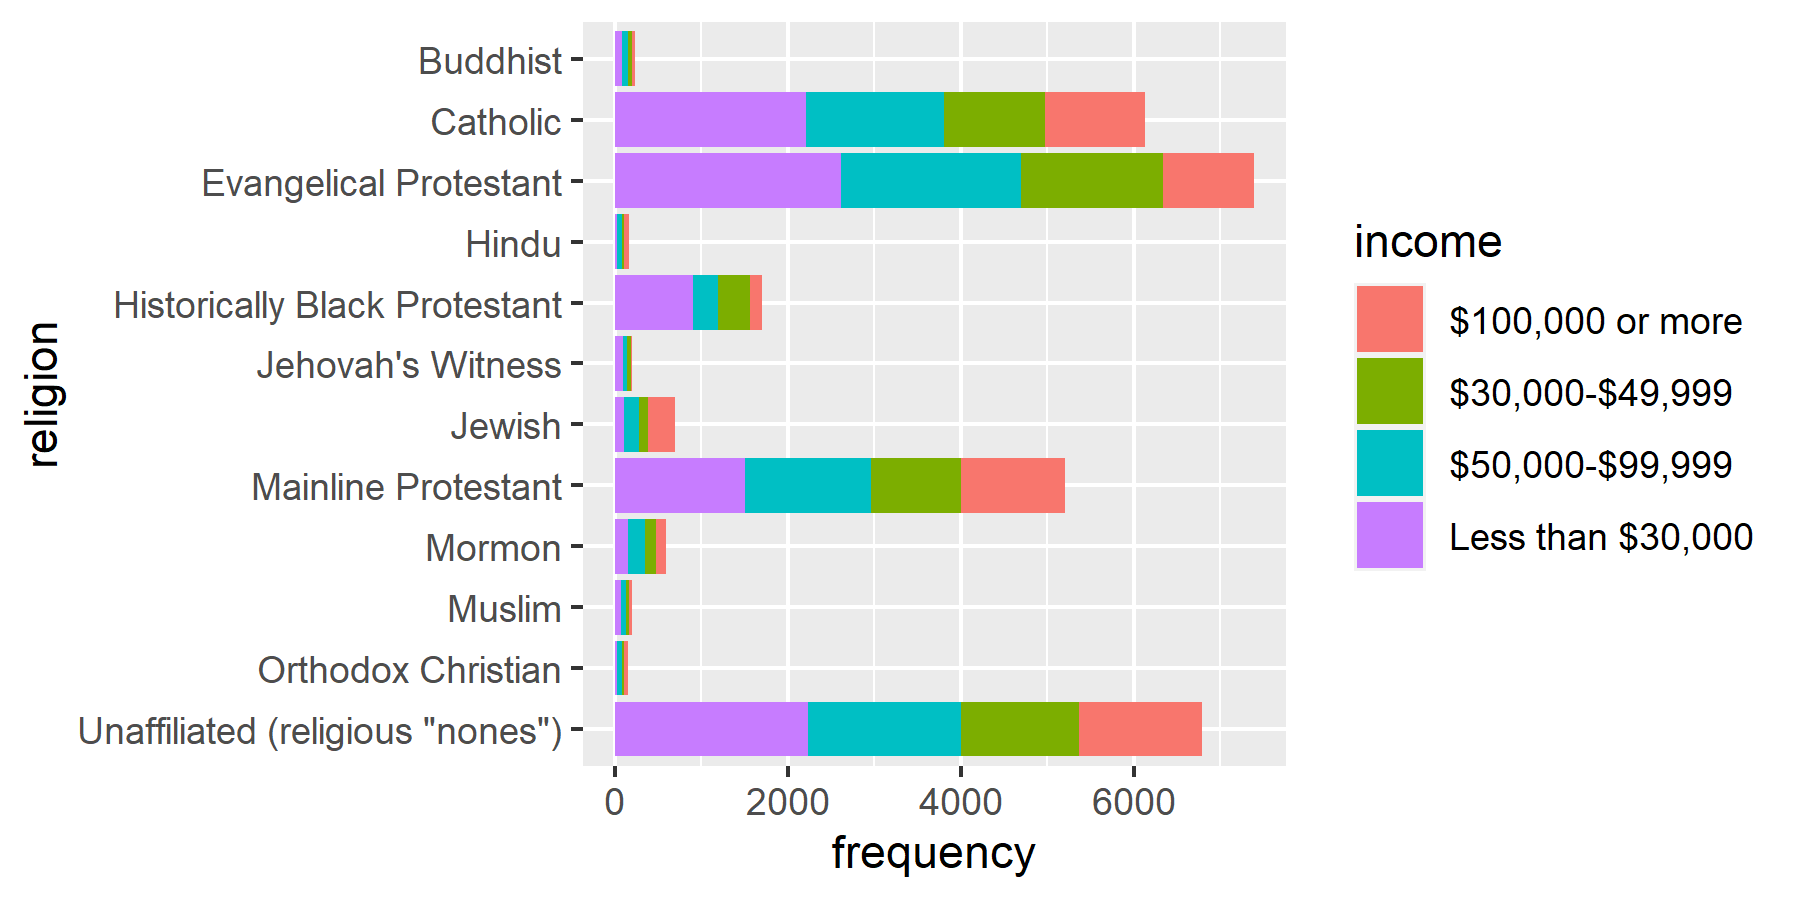 religion
Buddhist
Catholic
Evangelical Protestant
Hindu
Historically Black Protestant
Jehovah's Witness
Jewish
Mainline Protestant
Mormon
Muslim
Orthodox Christian
Unaffiliated (religious "nones")
0 2000 4000 6000
frequency
income
$100,000 or more
$30,000-$49,999
$50,000-$99,999
Less than $30,000